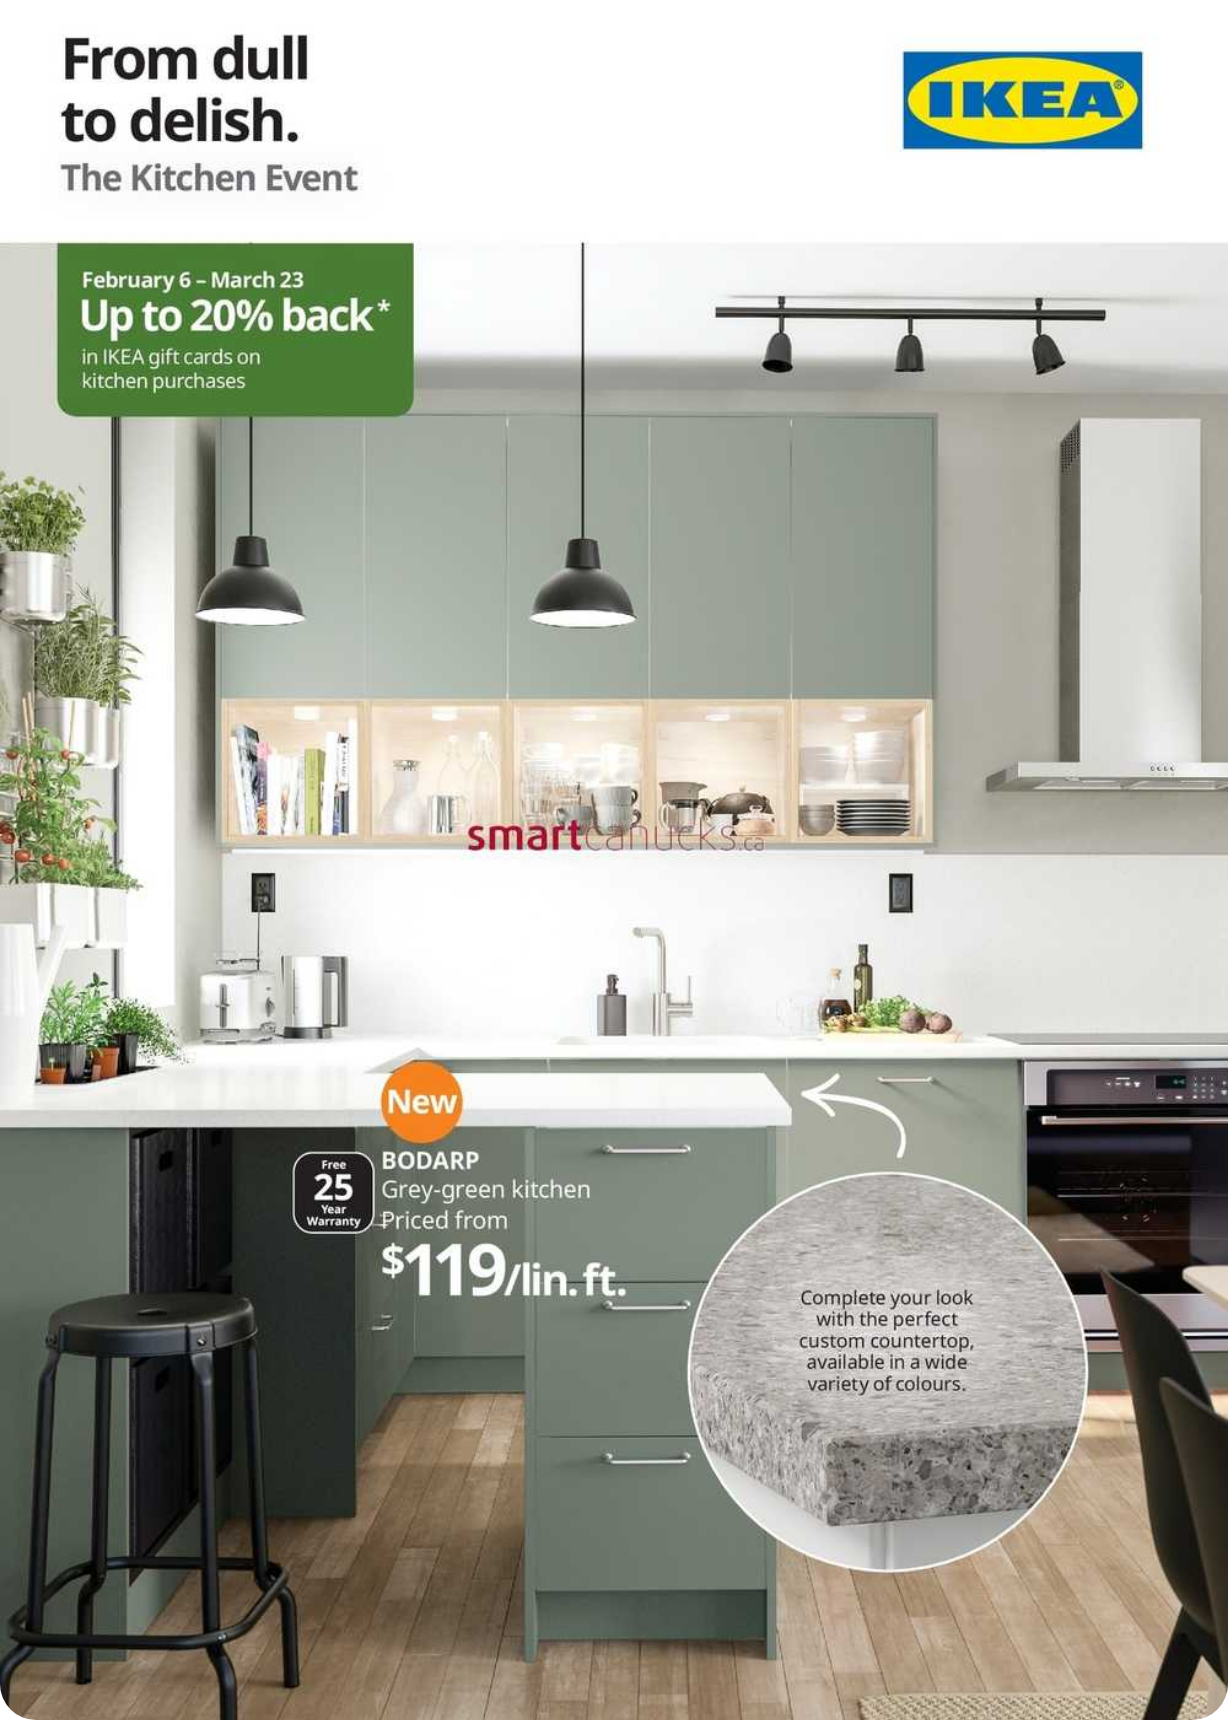 From dull
to delish.
The Kitchen Event
IKEA®
February 6 – March 23
Up to 20% back*
in IKEA gift cards on
kitchen purchases
smartcanucks.ca
New
Free
25
Year
Warranty
BODARP
Grey-green kitchen
Priced from
$119/lin. ft.
Complete your look
with the perfect
custom countertop,
available in a wide
variety of colours.